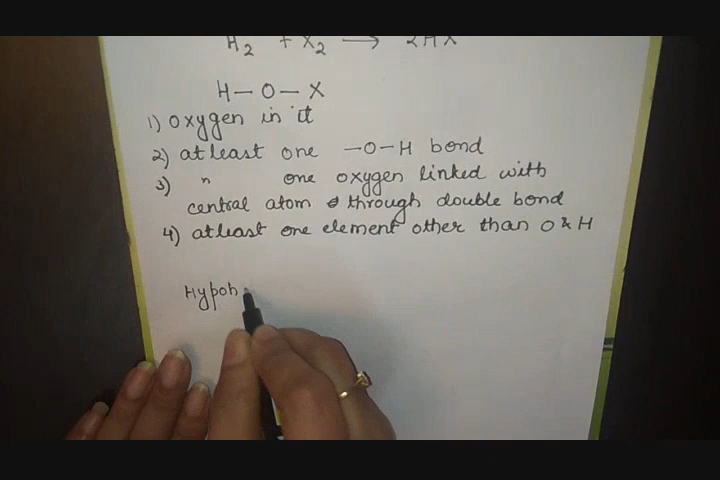 H2 + X2 → 2HX
H-O-X
1) Oxygen in it
2) atleast one -O-H bond
3) " one oxygen linked with
central atom through double bond
4) atleast one element other than O & H
Hypoh